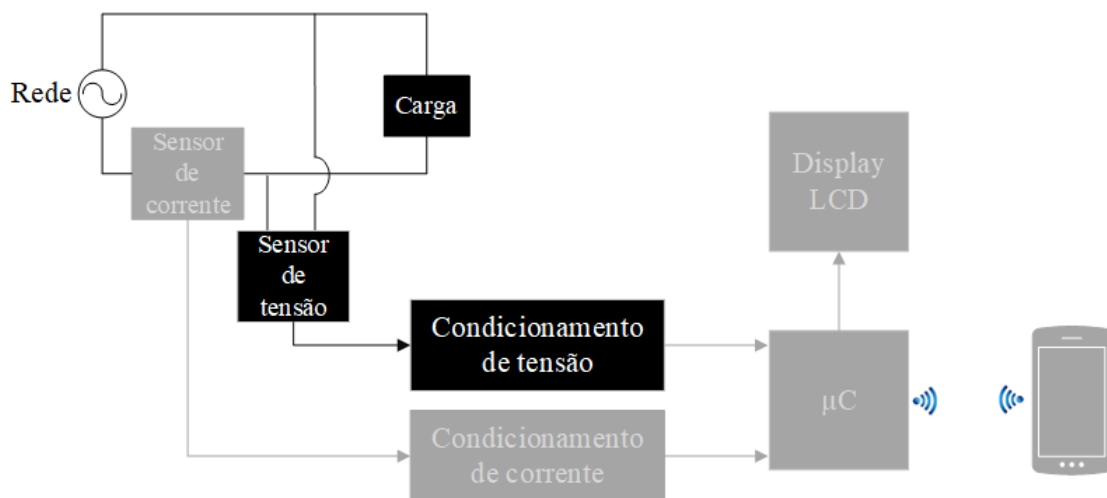 Rede
Carga
Sensor
de
corrente
Sensor
de
tensão
Display
LCD
Condicionamento
de tensão
μC
Condicionamento
de corrente